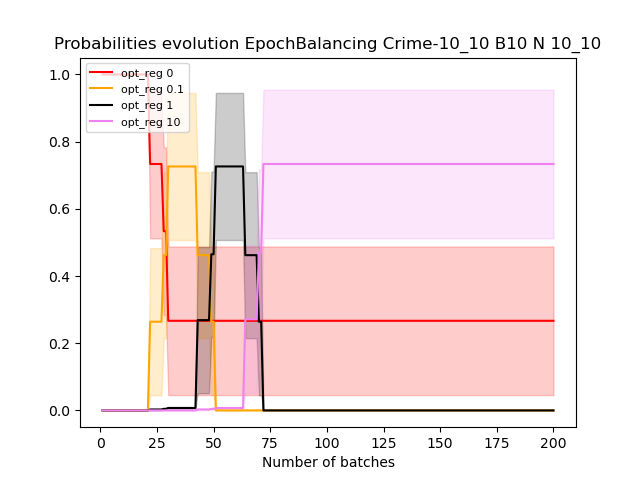 Probabilities evolution EpochBalancing Crime-10_10 B10 N 10_10
opt_reg 0
opt_reg 0.1
opt_reg 1
opt_reg 10
1.0
0.8
0.6
0.4
0.2
0.0
0 25 50 75 100 125 150 175 200
Number of batches